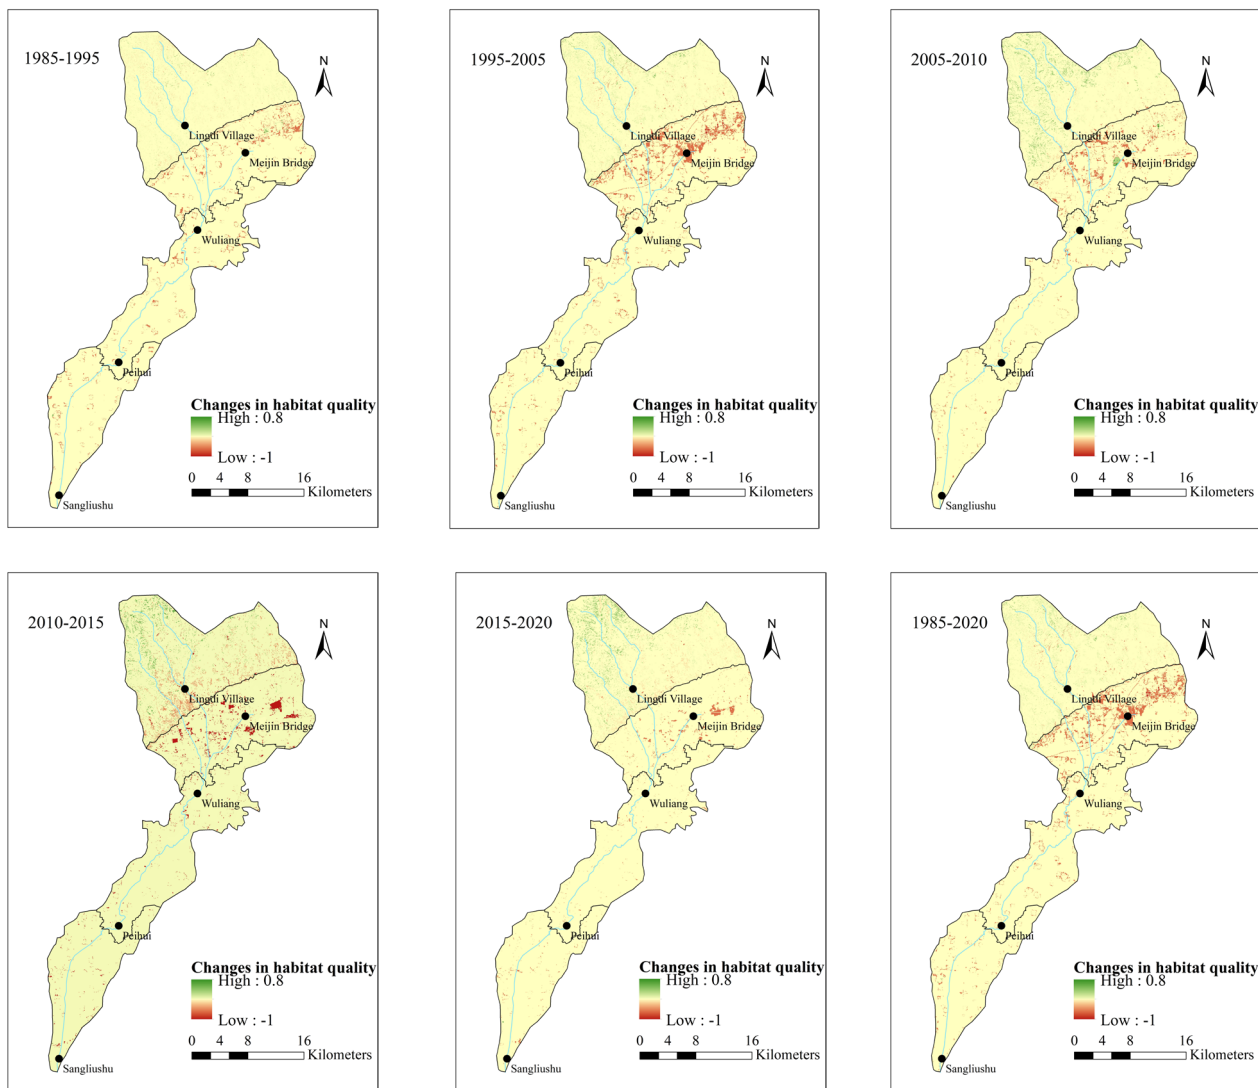 1985-1995
N
Lingdi Village
Meijin Bridge
Wuliang
Peihui
Changes in habitat quality
High : 0.8
Low : -1
0 4 8 16
Kilometers
Sangliushu
1995-2005
N
Lingdi Village
Meijin Bridge
Wuliang
Peihui
Changes in habitat quality
High : 0.8
Low : -1
0 4 8 16
Kilometers
Sangliushu
2005-2010
N
Lingdi Village
Meijin Bridge
Wuliang
Peihui
Changes in habitat quality
High : 0.8
Low : -1
0 4 8 16
Kilometers
Sangliushu
2010-2015
N
Lingdi Village
Meijin Bridge
Wuliang
Peihui
Changes in habitat quality
High : 0.8
Low : -1
0 4 8 16
Kilometers
Sangliushu
2015-2020
N
Lingdi Village
Meijin Bridge
Wuliang
Peihui
Changes in habitat quality
High : 0.8
Low : -1
0 4 8 16
Kilometers
Sangliushu
1985-2020
N
Lingdi Village
Meijin Bridge
Wuliang
Peihui
Changes in habitat quality
High : 0.8
Low : -1
0 4 8 16
Kilometers
Sangliushu